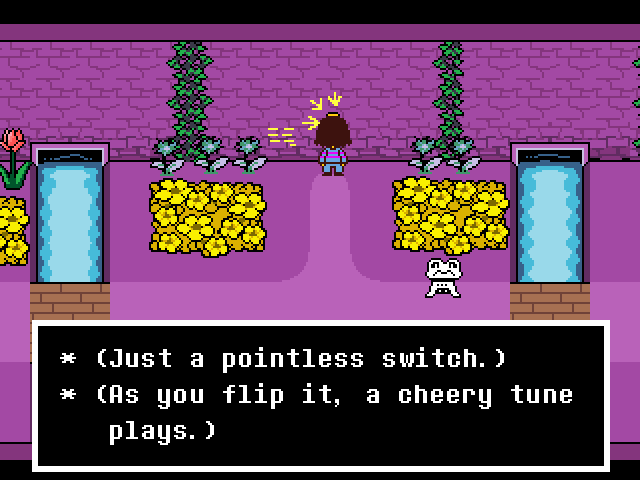 * (Just a pointless switch.)
* (As you flip it, a cheery tune
plays.)